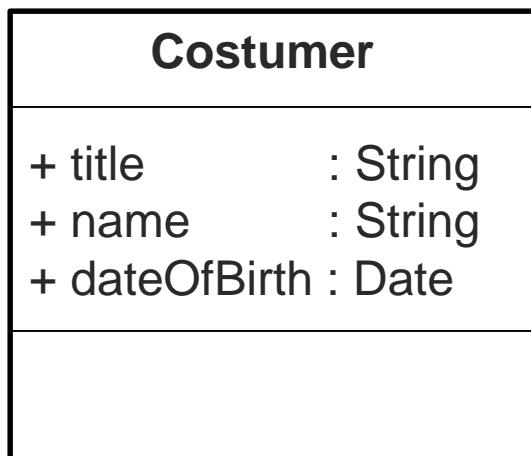 Costumer
+ title : String
+ name : String
+ dateOfBirth : Date